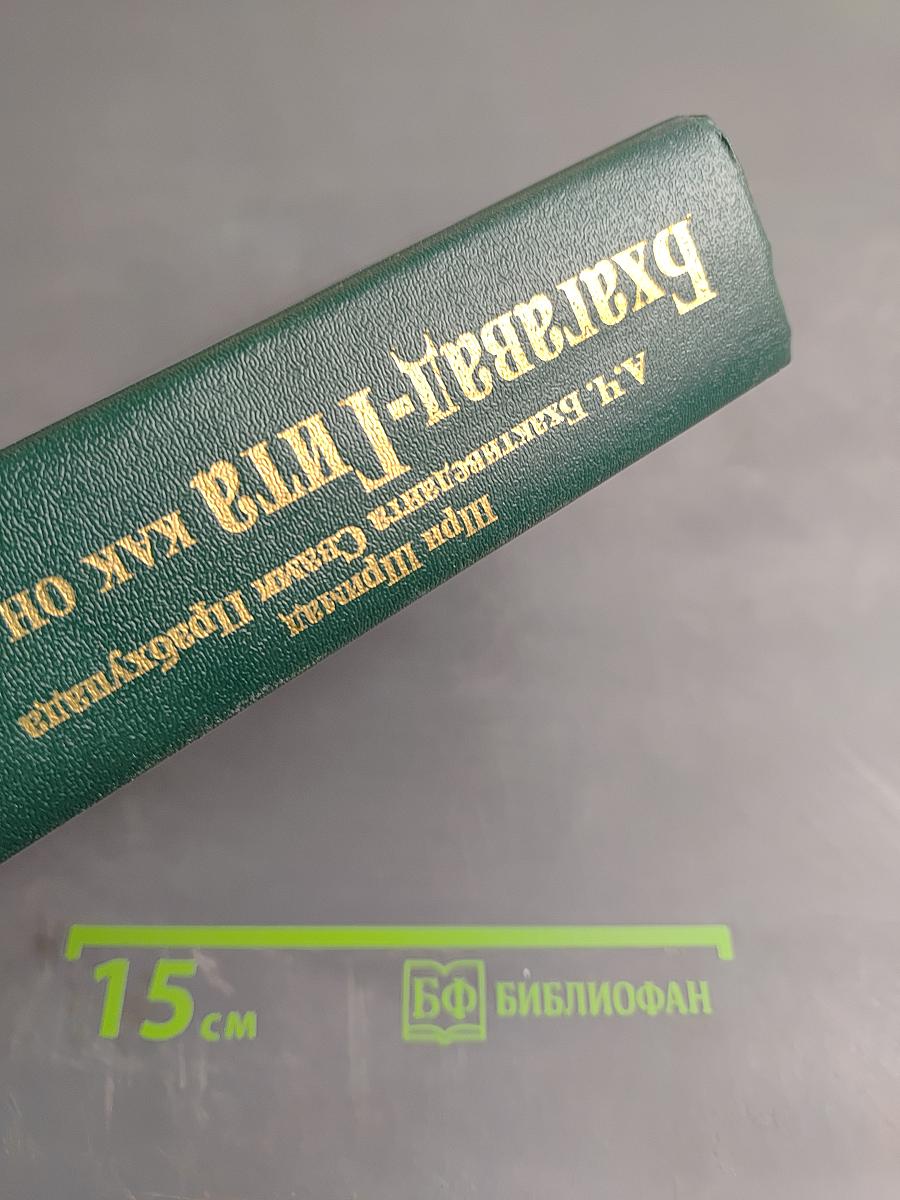 Шри Шримад
А.Ч. Бхактиведанта Свами Прабхупада
Бхагавад-Гита КАК ОН
15 см
БФ БИБЛИОФАН